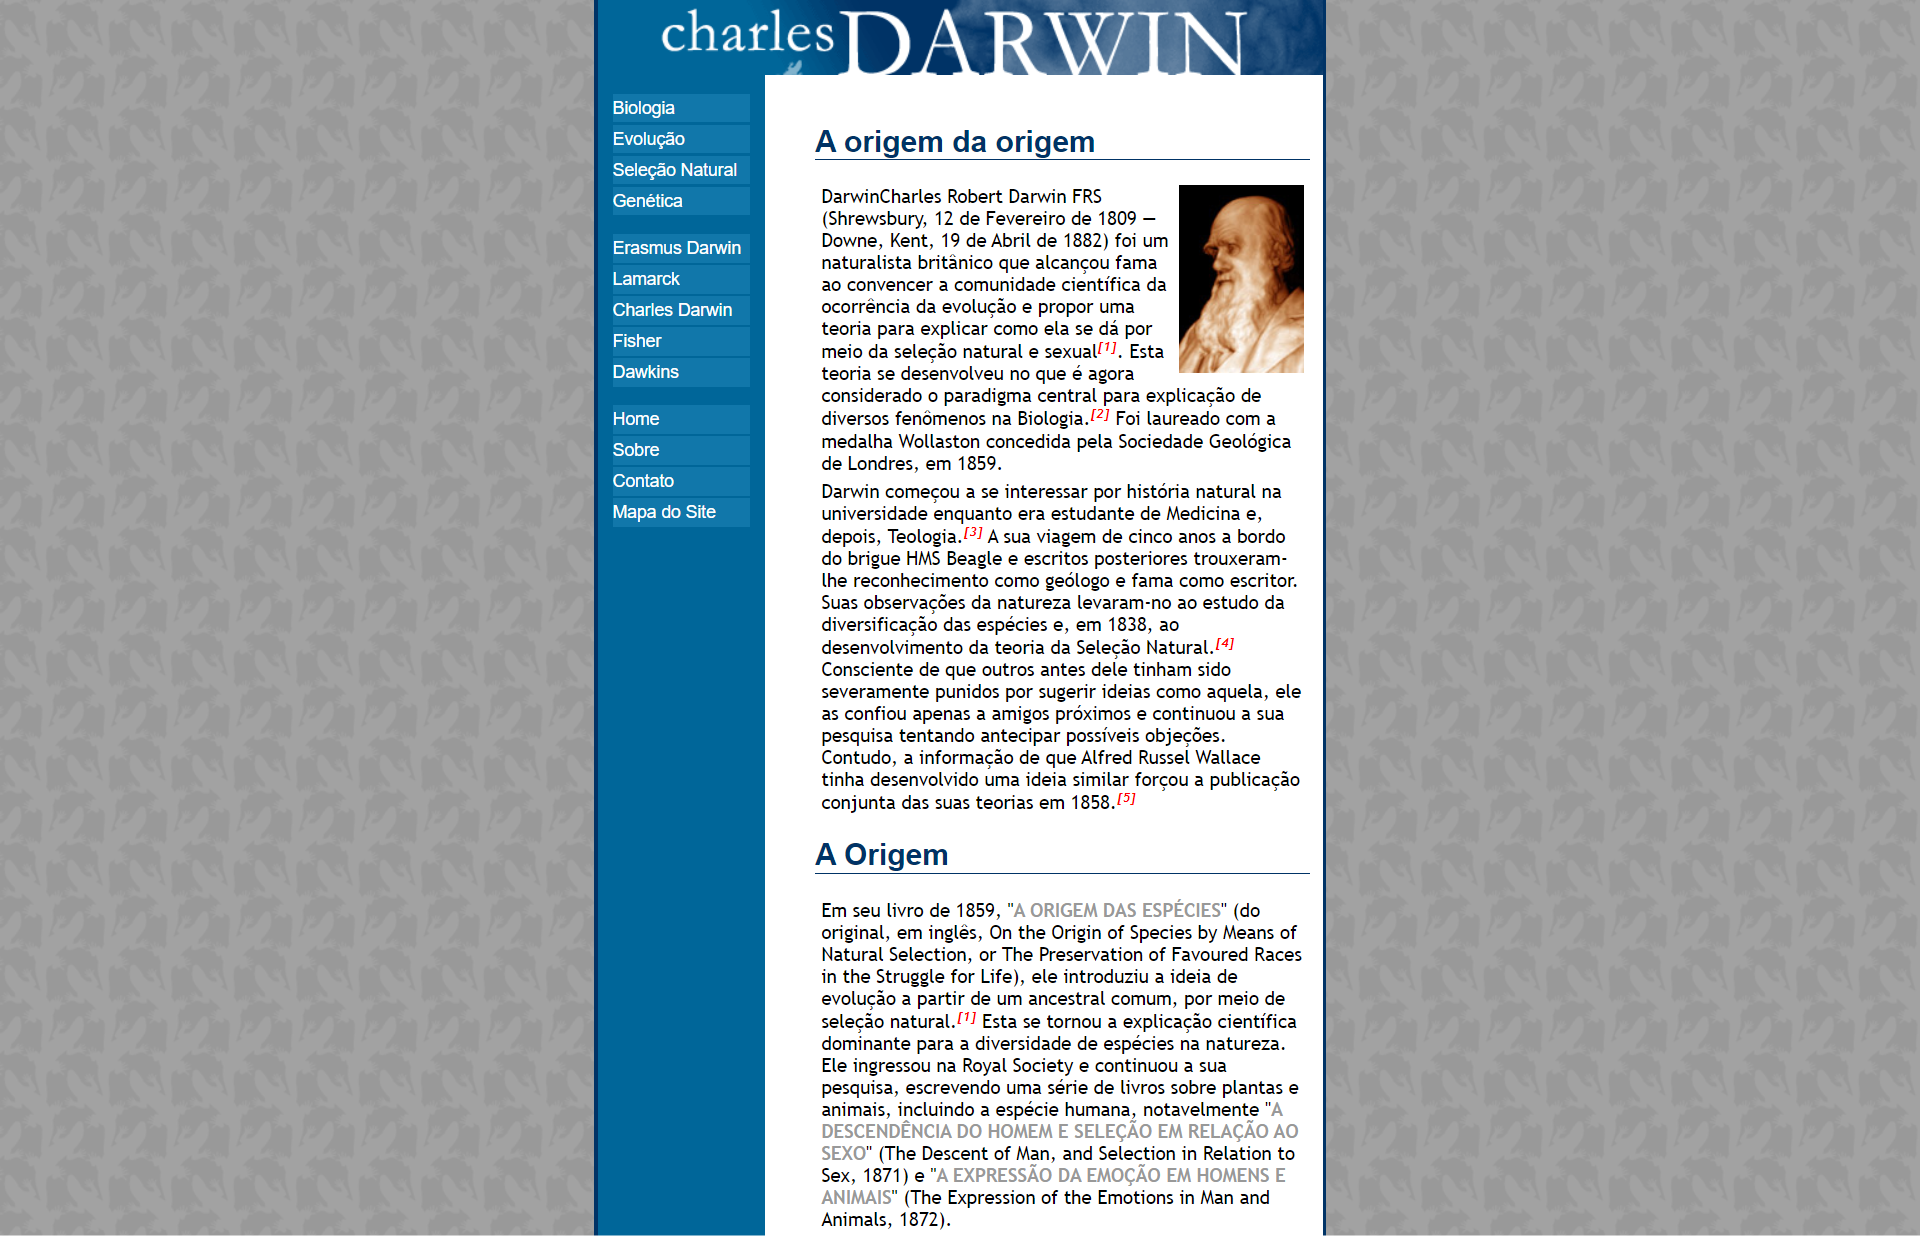 charles DARWIN
Biologia
Evolução
Seleção Natural
Genética
Erasmus Darwin
Lamarck
Charles Darwin
Fisher
Dawkins
Home
Sobre
Contato
Mapa do Site
A origem da origem
DarwinCharles Robert Darwin FRS
(Shrewsbury, 12 de Fevereiro de 1809 —
Downe, Kent, 19 de Abril de 1882) foi um
naturalista britânico que alcançou fama
ao convencer a comunidade científica da
ocorrência da evolução e propor uma
teoria para explicar como ela se dá por
meio da seleção natural e sexual[1]. Esta
teoria se desenvolveu no que é agora
considerado o paradigma central para explicação de
diversos fenômenos na Biologia.[2] Foi laureado com a
medalha Wollaston concedida pela Sociedade Geológica
de Londres, em 1859.
Darwin começou a se interessar por história natural na
universidade enquanto era estudante de Medicina e,
depois, Teologia.[3] A sua viagem de cinco anos a bordo
do brigue HMS Beagle e escritos posteriores trouxeram-
lhe reconhecimento como geólogo e fama como escritor.
Suas observações da natureza levaram-no ao estudo da
diversificação das espécies e, em 1838, ao
desenvolvimento da teoria da Seleção Natural.[4]
Consciente de que outros antes dele tinham sido
severamente punidos por sugerir ideias como aquela, ele
as confiou apenas a amigos próximos e continuou a sua
pesquisa tentando antecipar possíveis objeções.
Contudo, a informação de que Alfred Russel Wallace
tinha desenvolvido uma ideia similar forçou a publicação
conjunta das suas teorias em 1858.[5]
A Origem
Em seu livro de 1859, "A ORIGEM DAS ESPÉCIES" (do
original, em inglês, On the Origin of Species by Means of
Natural Selection, or The Preservation of Favoured Races
in the Struggle for Life), ele introduziu a ideia de
evolução a partir de um ancestral comum, por meio de
seleção natural.[1] Esta se tornou a explicação científica
dominante para a diversidade de espécies na natureza.
Ele ingressou na Royal Society e continuou a sua
pesquisa, escrevendo uma série de livros sobre plantas e
animais, incluindo a espécie humana, notavelmente "A
DESCENDÊNCIA DO HOMEM E SELEÇÃO EM RELAÇÃO AO
SEXO" (The Descent of Man, and Selection in Relation to
Sex, 1871) e "A EXPRESSÃO DA EMOÇÃO EM HOMENS E
ANIMAIS" (The Expression of the Emotions in Man and
Animals, 1872).